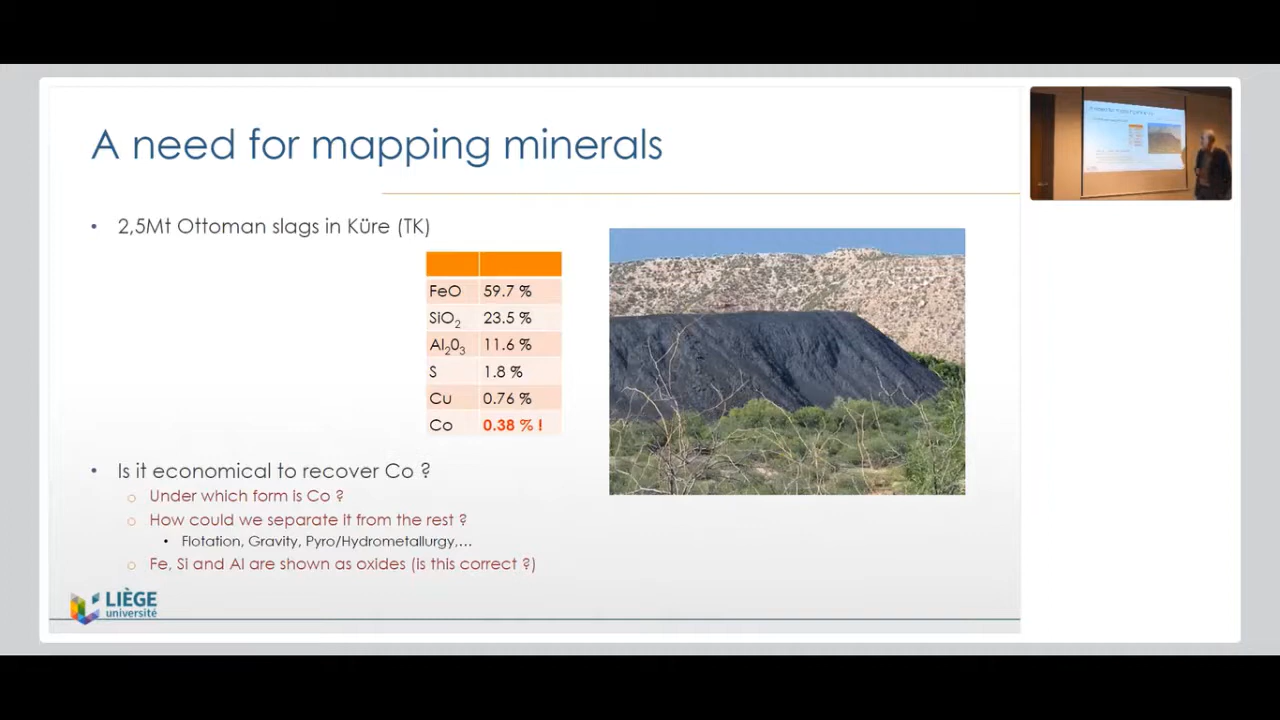 A need for mapping minerals
• 2,5Mt Ottoman slags in Küre (TK)
FeO 59.7 %
SiO2 23.5 %
Al203 11.6 %
S 1.8 %
Cu 0.76 %
Co 0.38 % !
• Is it economical to recover Co ?
o Under which form is Co ?
o How could we separate it from the rest ?
• Flotation, Gravity, Pyro/Hydrometallurgy,…
o Fe, Si and Al are shown as oxides (is this correct ?)
LIÈGE
université